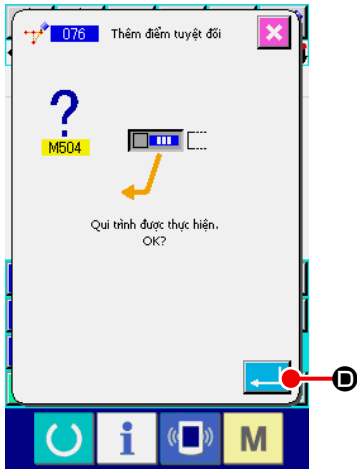 076 Thêm điểm tuyệt đối
?
M504
Qui trình được thực hiện.
OK?
D
i
M